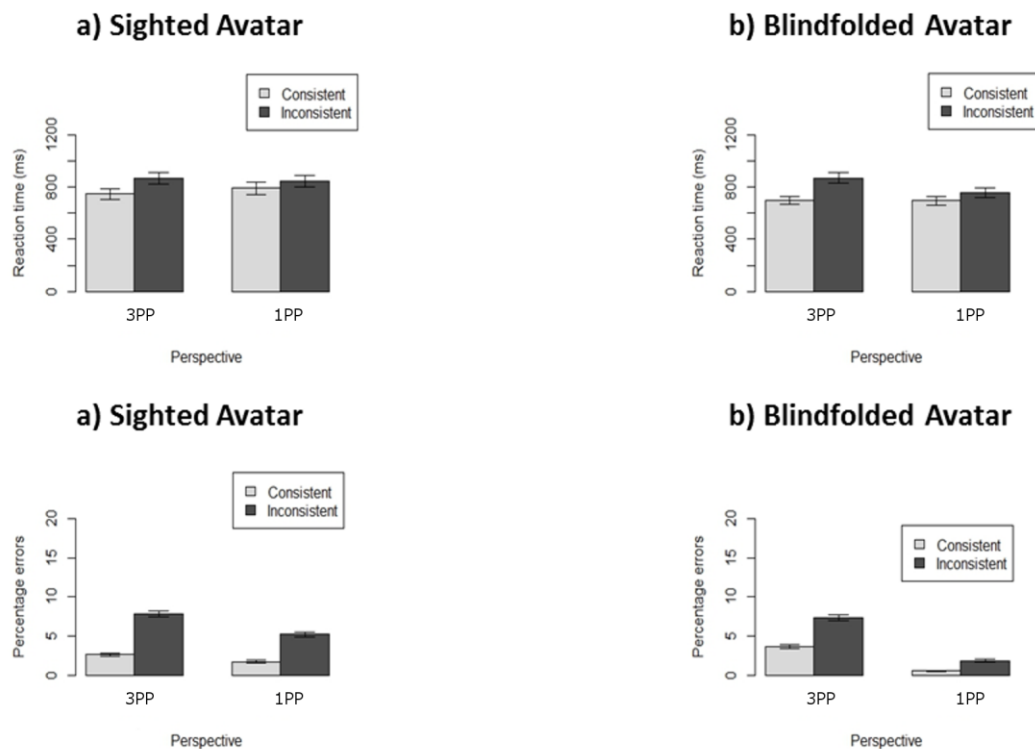 a) Sighted Avatar
Consistent
Inconsistent
Reaction time (ms)
1200
800
400
0
3PP
1PP
Perspective
b) Blindfolded Avatar
Consistent
Inconsistent
Reaction time (ms)
1200
800
400
0
3PP
1PP
Perspective
a) Sighted Avatar
Consistent
Inconsistent
Percentage errors
20
15
10
5
0
3PP
1PP
Perspective
b) Blindfolded Avatar
Consistent
Inconsistent
Percentage errors
20
15
10
5
0
3PP
1PP
Perspective